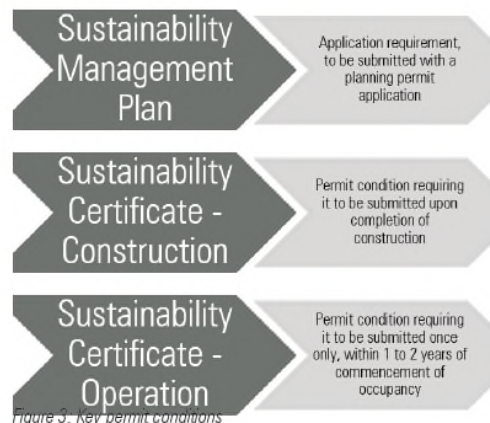 Sustainability
Management
Plan
Application requirement,
to be submitted with a
planning permit
application
Sustainability
Certificate -
Construction
Permit condition requiring
it to be submitted upon
completion of
construction
Sustainability
Certificate -
Operation
Permit condition requiring
it to be submitted once
only, within 1 to 2 years of
commencement of
occupancy
Figure 3: Key permit conditions